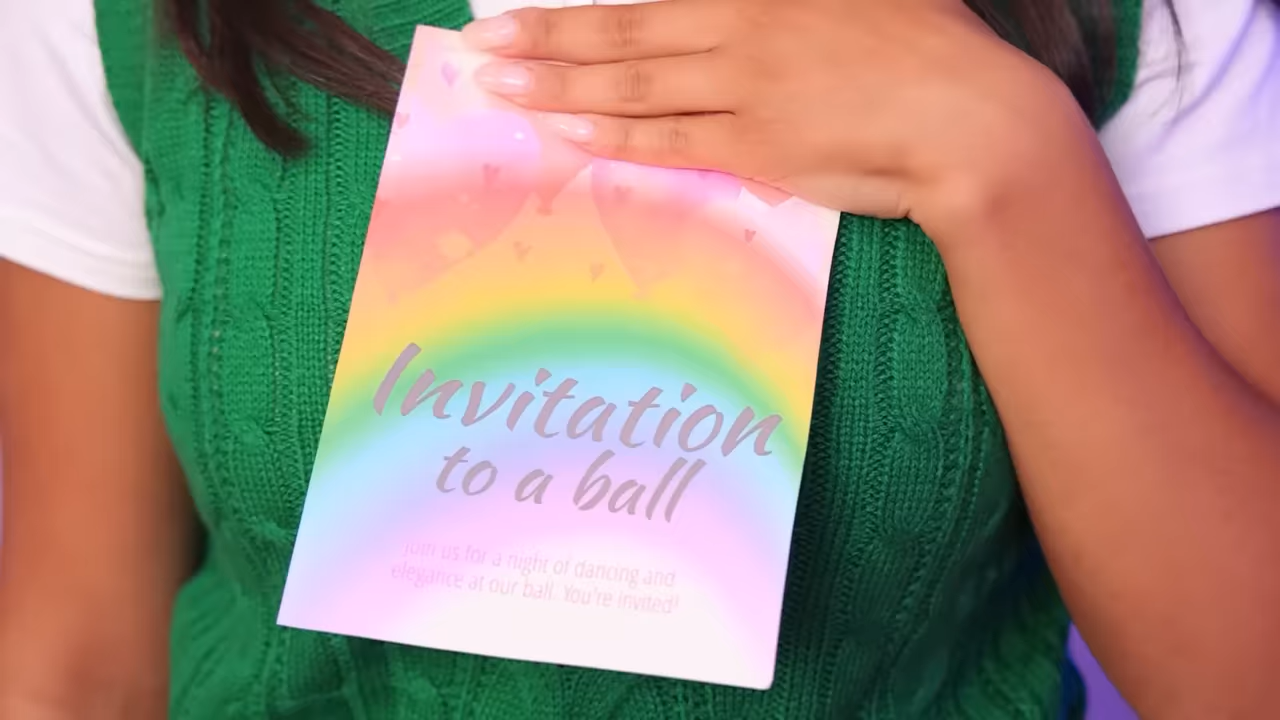 Invitation
to a ball
Join us for a night of dancing and
elegance at our ball. You're invited!